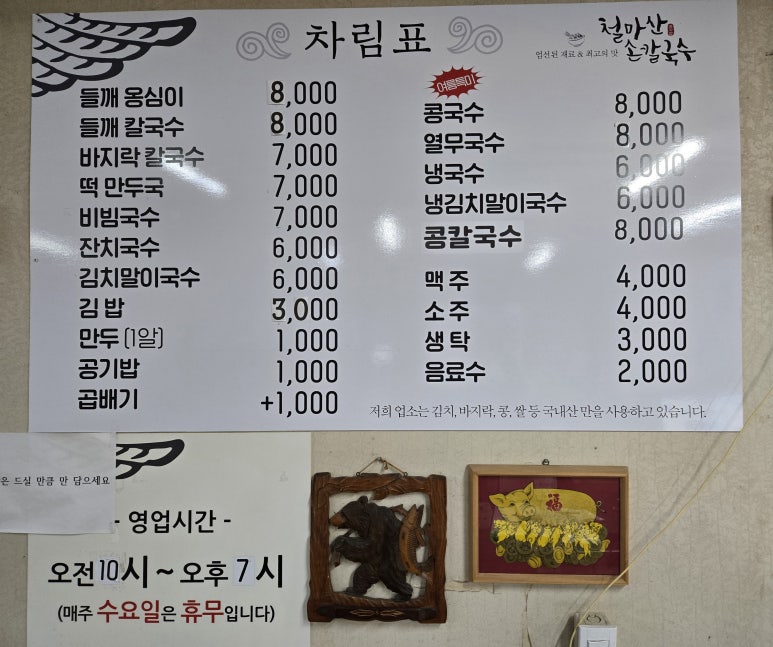 차림표
엄선된 재료 & 최고의 맛
철마산
손칼국수
들깨 옹심이 8,000
들깨 칼국수 8,000
바지락 칼국수 7,000
떡 만두국 7,000
비빔국수 7,000
잔치국수 6,000
김치말이국수 6,000
김 밥 3,000
만두 (1알) 1,000
공기밥 1,000
곱배기 +1,000
여름특미
콩국수 8,000
열무국수 8,000
냉국수 6,000
냉김치말이국수 6,000
콩칼국수 8,000
맥 주 4,000
소 주 4,000
생 탁 3,000
음료수 2,000
저희 업소는 김치, 바지락, 콩, 쌀 등 국내산 만을 사용하고 있습니다.
은 드실 만큼 만 담으세요
- 영업시간 -
오전 10시 ~ 오후 7시
(매주 수요일은 휴무입니다)
福